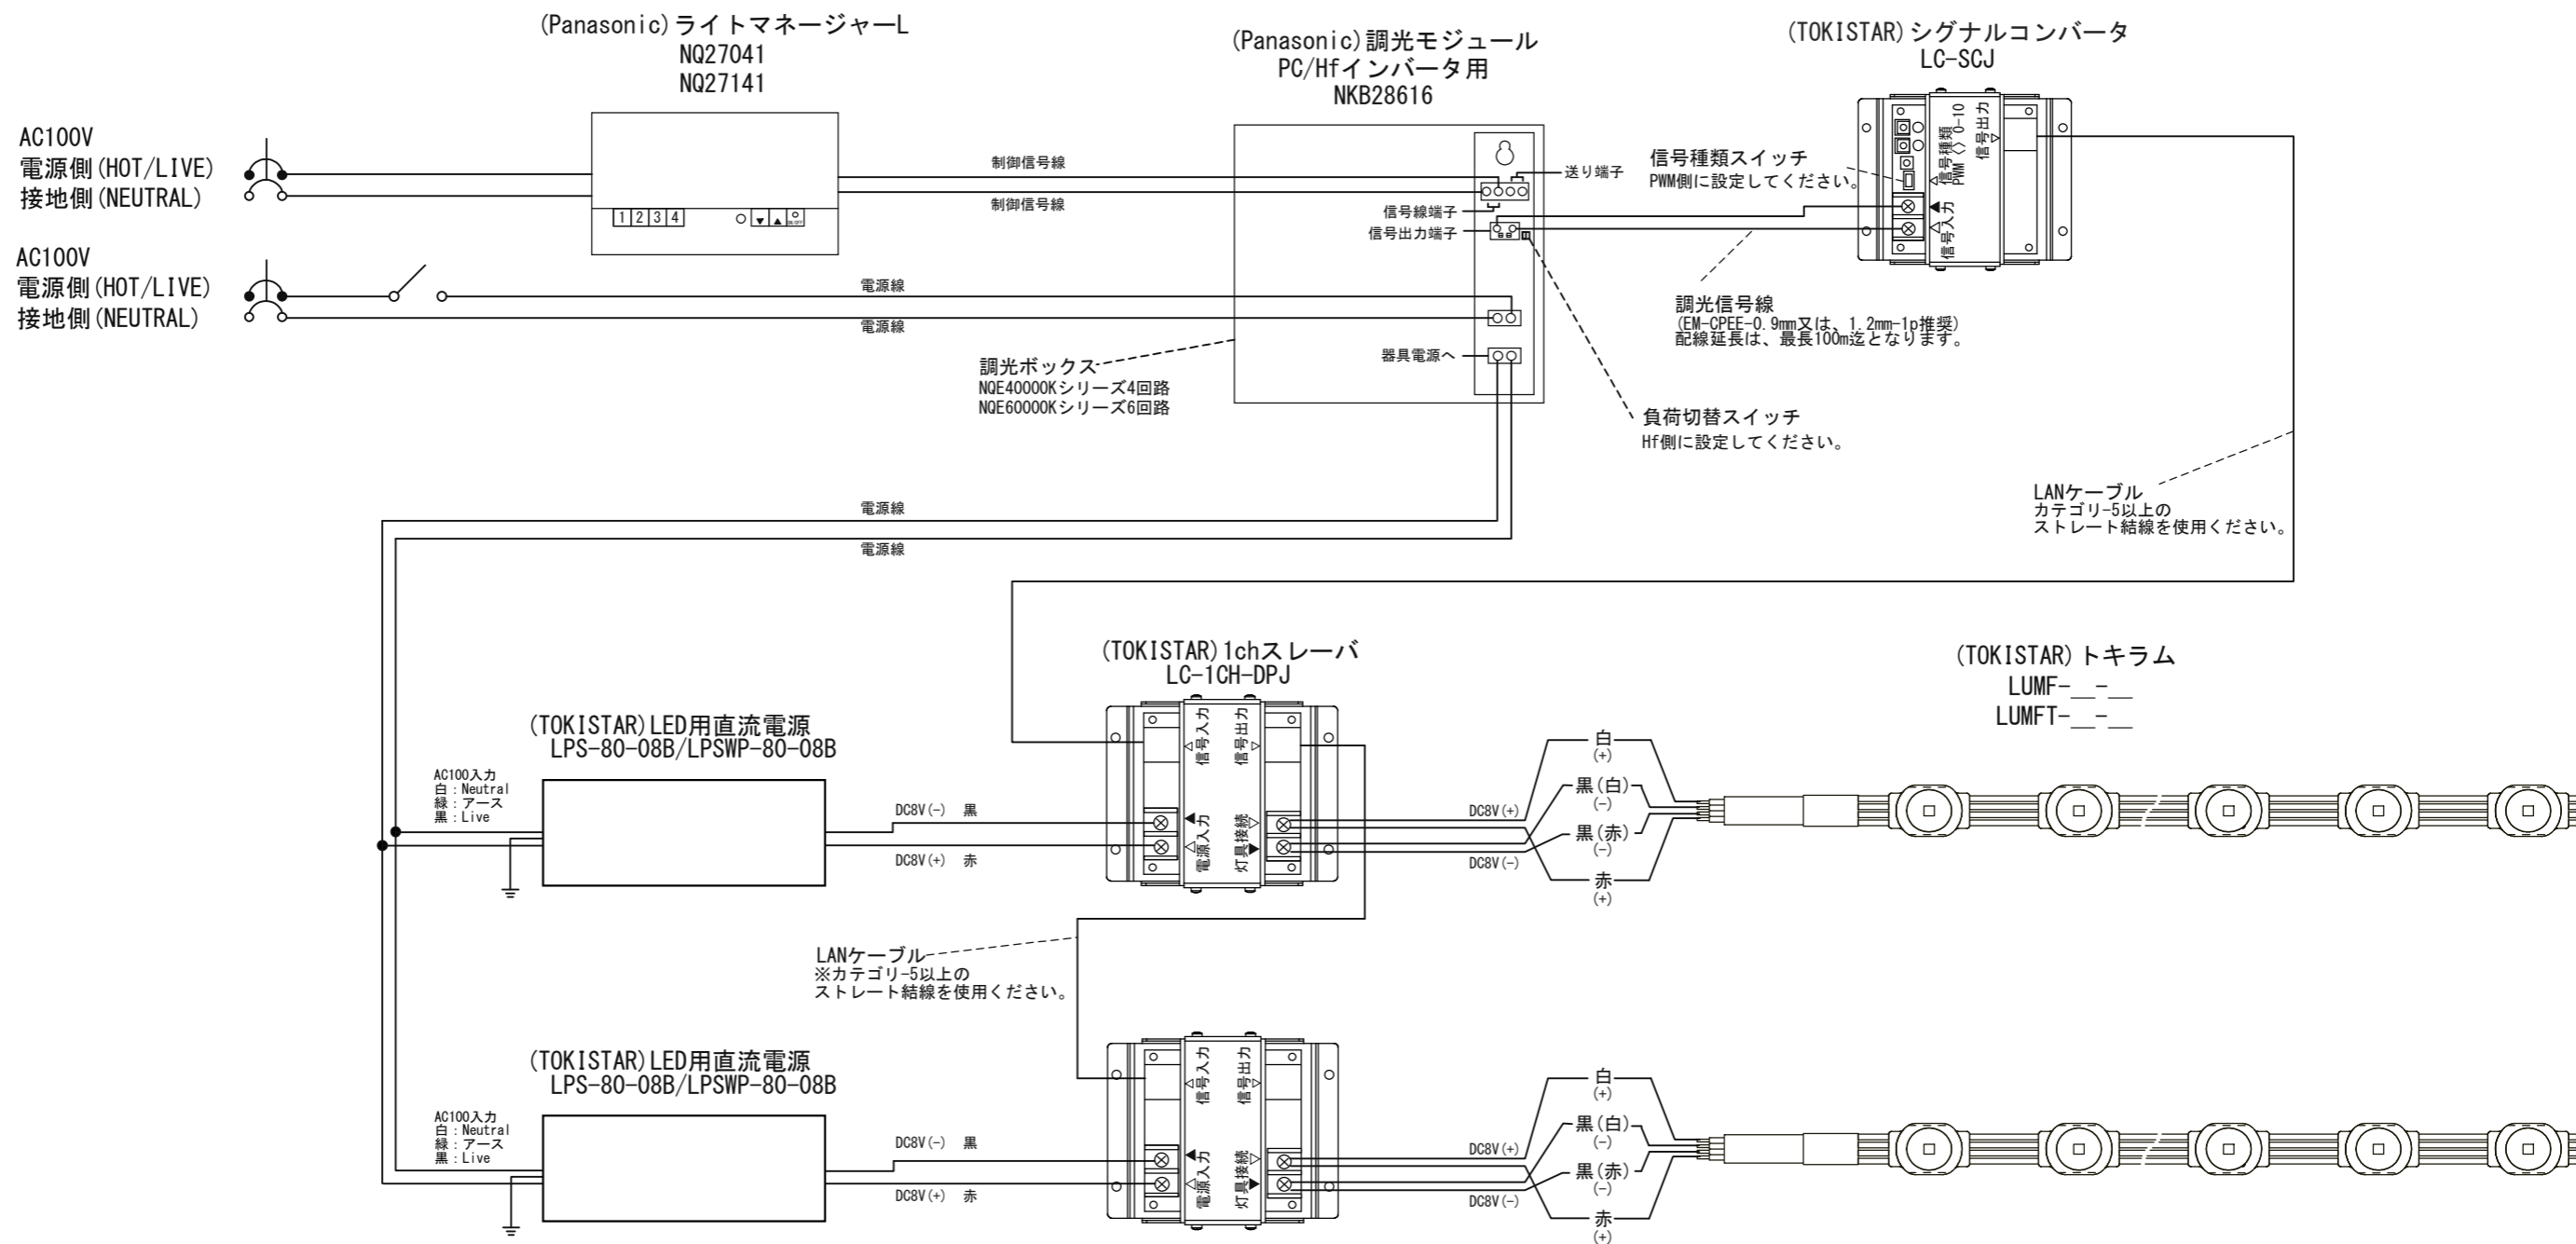 (Panasonic)ライトマネージャーL
NQ27041
NQ27141
(Panasonic)調光モジュール
PC/Hfインバータ用
NKB28616
(TOKISTAR)シグナルコンバータ
LC-SCJ
AC100V
電源側(HOT/LIVE)
接地側(NEUTRAL)
1 2 3 4
▼ ▲
制御信号線
制御信号線
送り端子
信号線端子
信号出力端子
信号種類スイッチ
PWM側に設定してください。
信号種類
PWM ◁▷ 0-10
信号出力
信号入力
AC100V
電源側(HOT/LIVE)
接地側(NEUTRAL)
電源線
電源線
器具電源へ
調光ボックス
NQE40000Kシリーズ4回路
NQE60000Kシリーズ6回路
調光信号線
(EM-CPEE-0.9mm又は、1.2mm-1p推奨)
配線延長は、最長100m迄となります。
負荷切替スイッチ
Hf側に設定してください。
LANケーブル
カテゴリ-5以上の
ストレート結線を使用ください。
電源線
電源線
(TOKISTAR)1chスレーバ
LC-1CH-DPJ
(TOKISTAR)トキラム
LUMF-__-__
LUMFT-__-__
(TOKISTAR)LED用直流電源
LPS-80-08B/LPSWP-80-08B
AC100入力
白:Neutral
緑:アース
黒:Live
DC8V(-) 黒
DC8V(+) 赤
信号入力
信号出力
電源入力
灯具接続
DC8V(+)
DC8V(-)
白
(+)
黒(白)
(-)
黒(赤)
(-)
赤
(+)
LANケーブル
※カテゴリ-5以上の
ストレート結線を使用ください。
(TOKISTAR)LED用直流電源
LPS-80-08B/LPSWP-80-08B
AC100入力
白:Neutral
緑:アース
黒:Live
DC8V(-) 黒
DC8V(+) 赤
信号入力
信号出力
電源入力
灯具接続
DC8V(+)
DC8V(-)
白
(+)
黒(白)
(-)
黒(赤)
(-)
赤
(+)